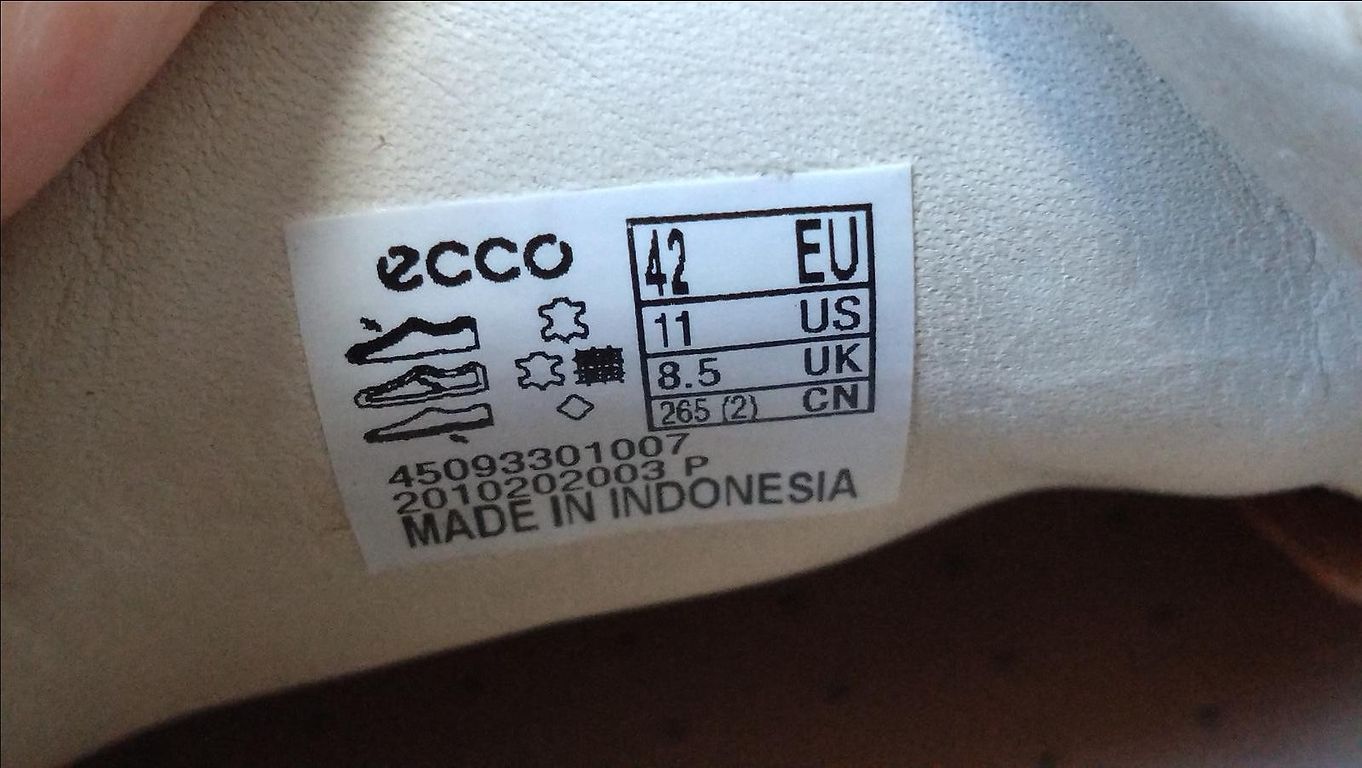 ecco
42 EU
11 US
8.5 UK
265 (2) CN
45093301007
2010202003 P
MADE IN INDONESIA